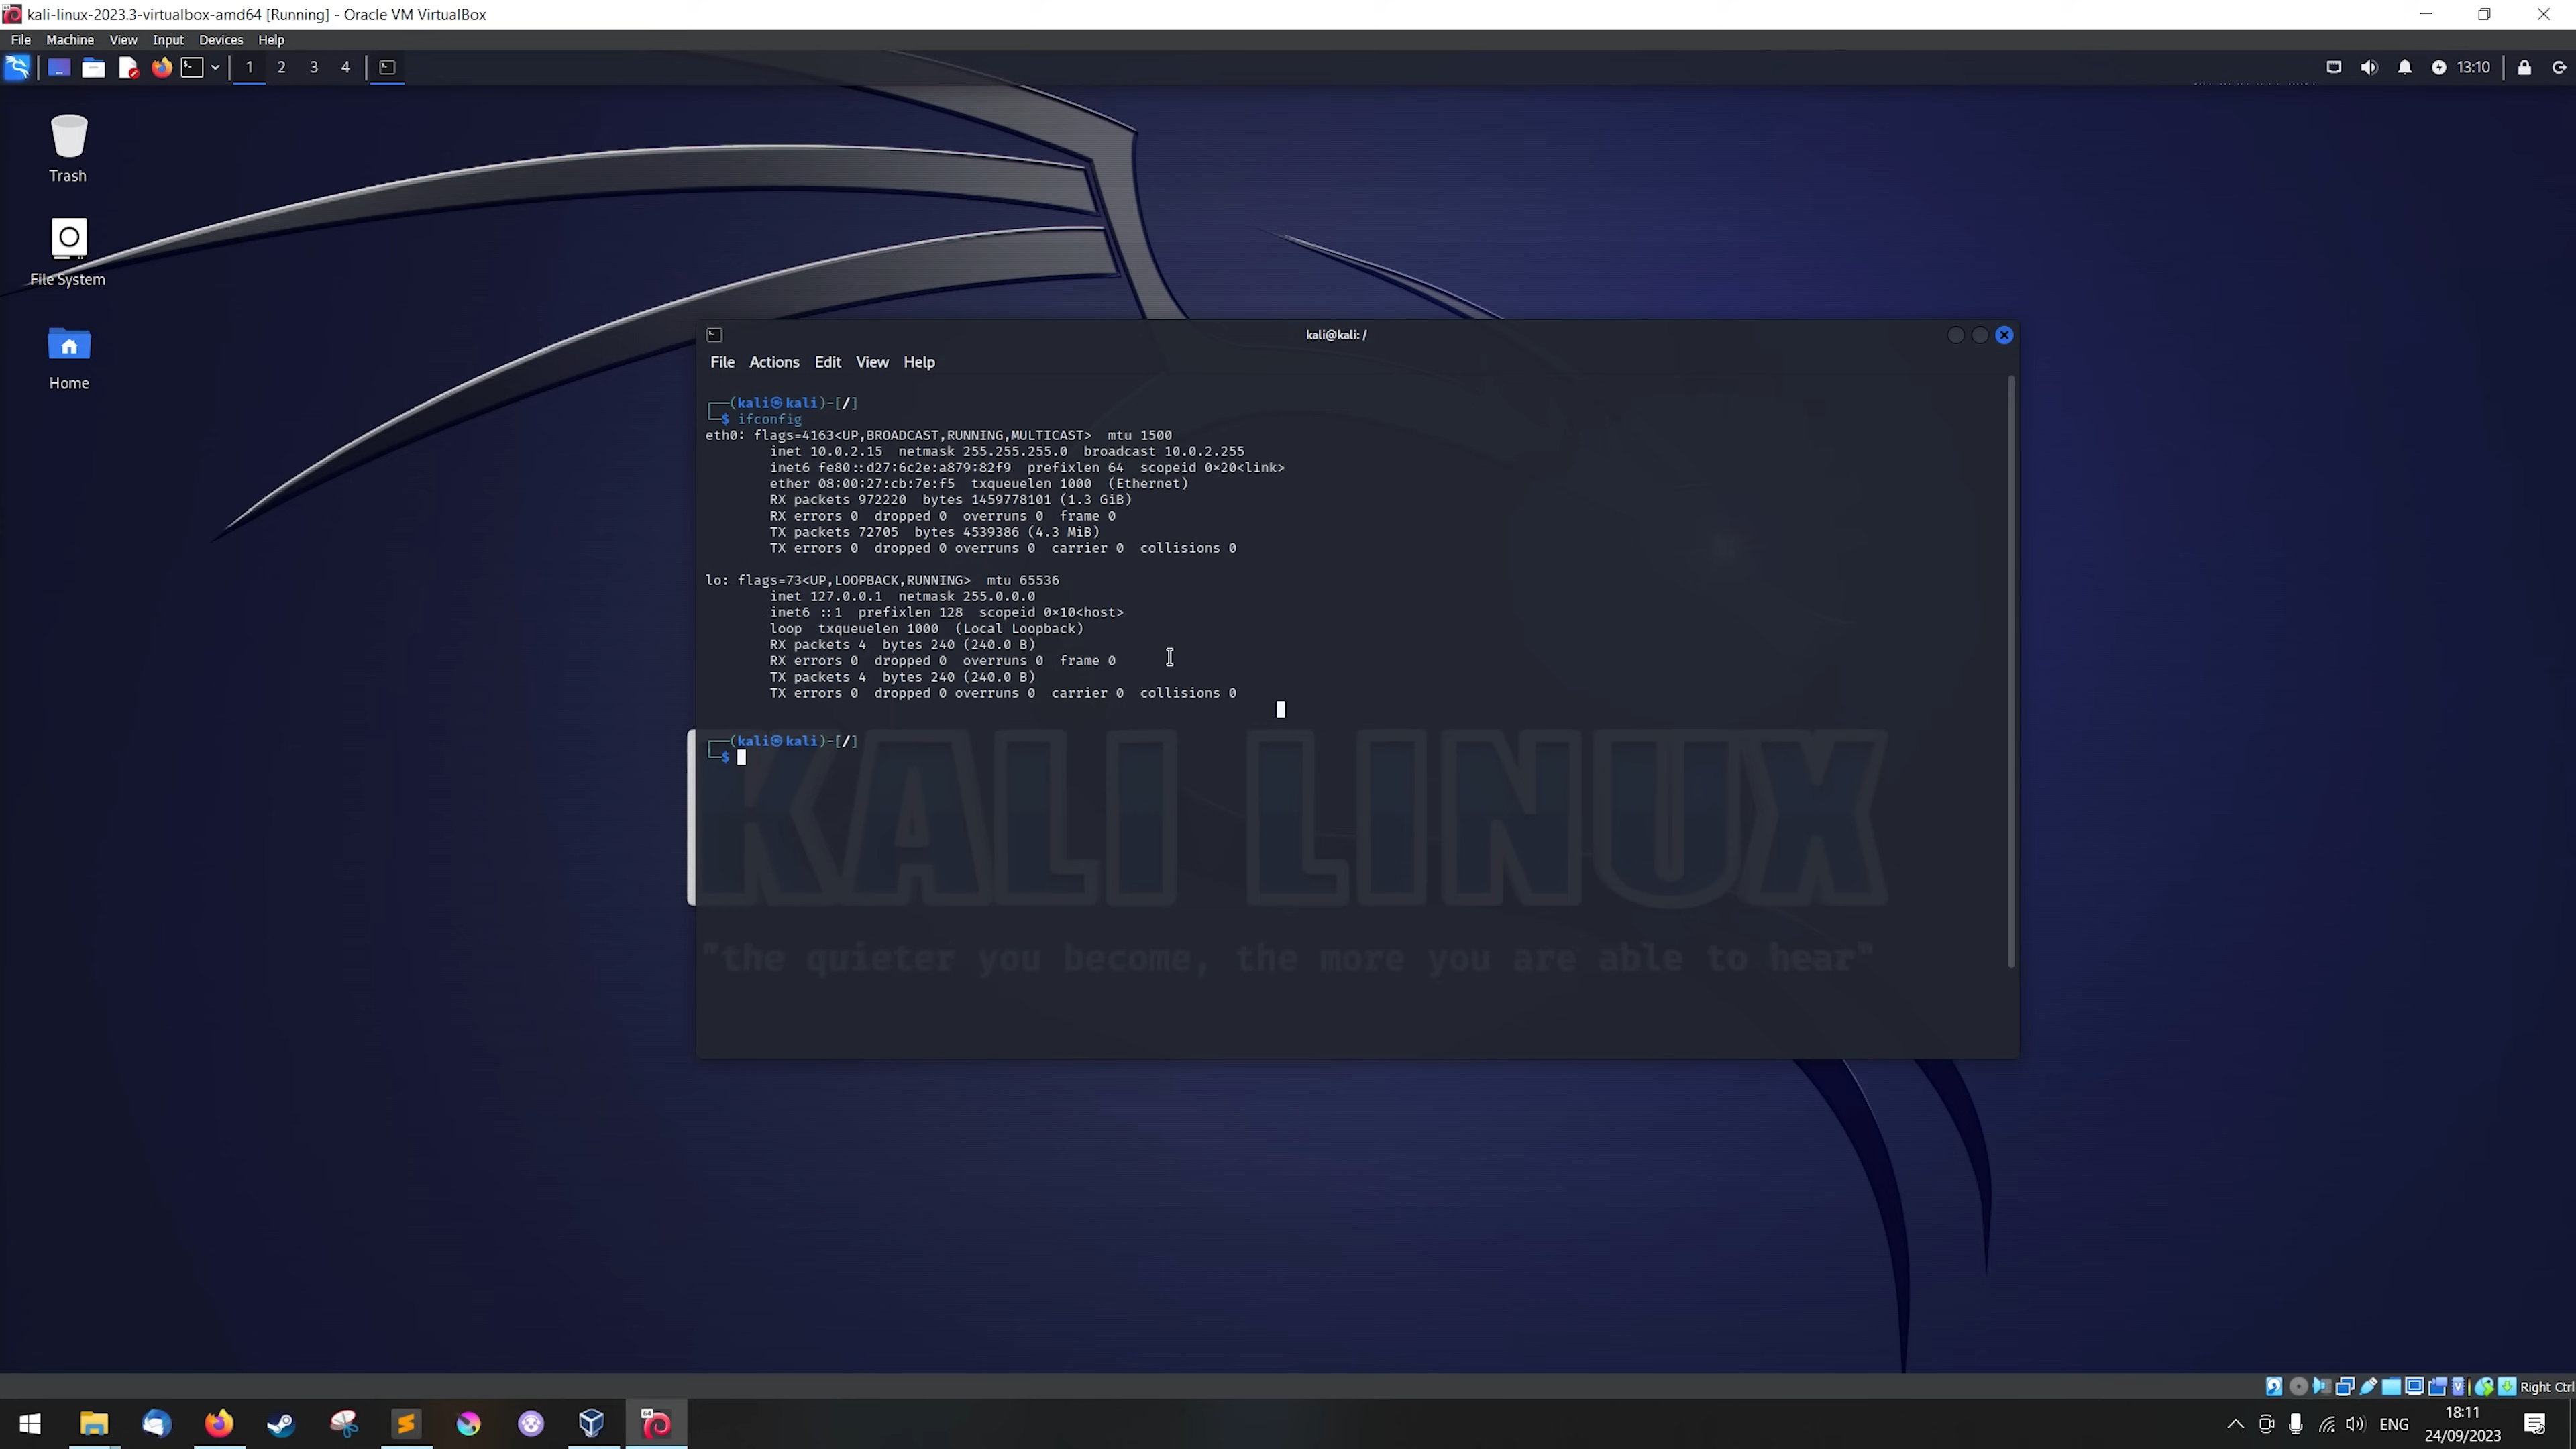 kali-linux-2023.3-virtualbox-amd64 [Running] - Oracle VM VirtualBox
File Machine View Input Devices Help
1 2 3 4
13:10
Trash
File System
Home
kali@kali: /
File Actions Edit View Help
┌──(kali㉿kali)-[/]
└─$ ifconfig
eth0: flags=4163<UP,BROADCAST,RUNNING,MULTICAST>  mtu 1500
        inet 10.0.2.15  netmask 255.255.255.0  broadcast 10.0.2.255
        inet6 fe80::d27:6c2e:a879:82f9  prefixlen 64  scopeid 0×20<link>
        ether 08:00:27:cb:7e:f5  txqueuelen 1000  (Ethernet)
        RX packets 972220  bytes 1459778101 (1.3 GiB)
        RX errors 0  dropped 0  overruns 0  frame 0
        TX packets 72705  bytes 4539386 (4.3 MiB)
        TX errors 0  dropped 0 overruns 0  carrier 0  collisions 0
lo: flags=73<UP,LOOPBACK,RUNNING>  mtu 65536
        inet 127.0.0.1  netmask 255.0.0.0
        inet6 ::1  prefixlen 128  scopeid 0×10<host>
        loop  txqueuelen 1000  (Local Loopback)
        RX packets 4  bytes 240 (240.0 B)
        RX errors 0  dropped 0  overruns 0  frame 0
        TX packets 4  bytes 240 (240.0 B)
        TX errors 0  dropped 0 overruns 0  carrier 0  collisions 0
┌──(kali㉿kali)-[/]
└─$
KALI LINUX
"the quieter you become, the more you are able to hear"
Right Ctrl
64
ENG
18:11
24/09/2023